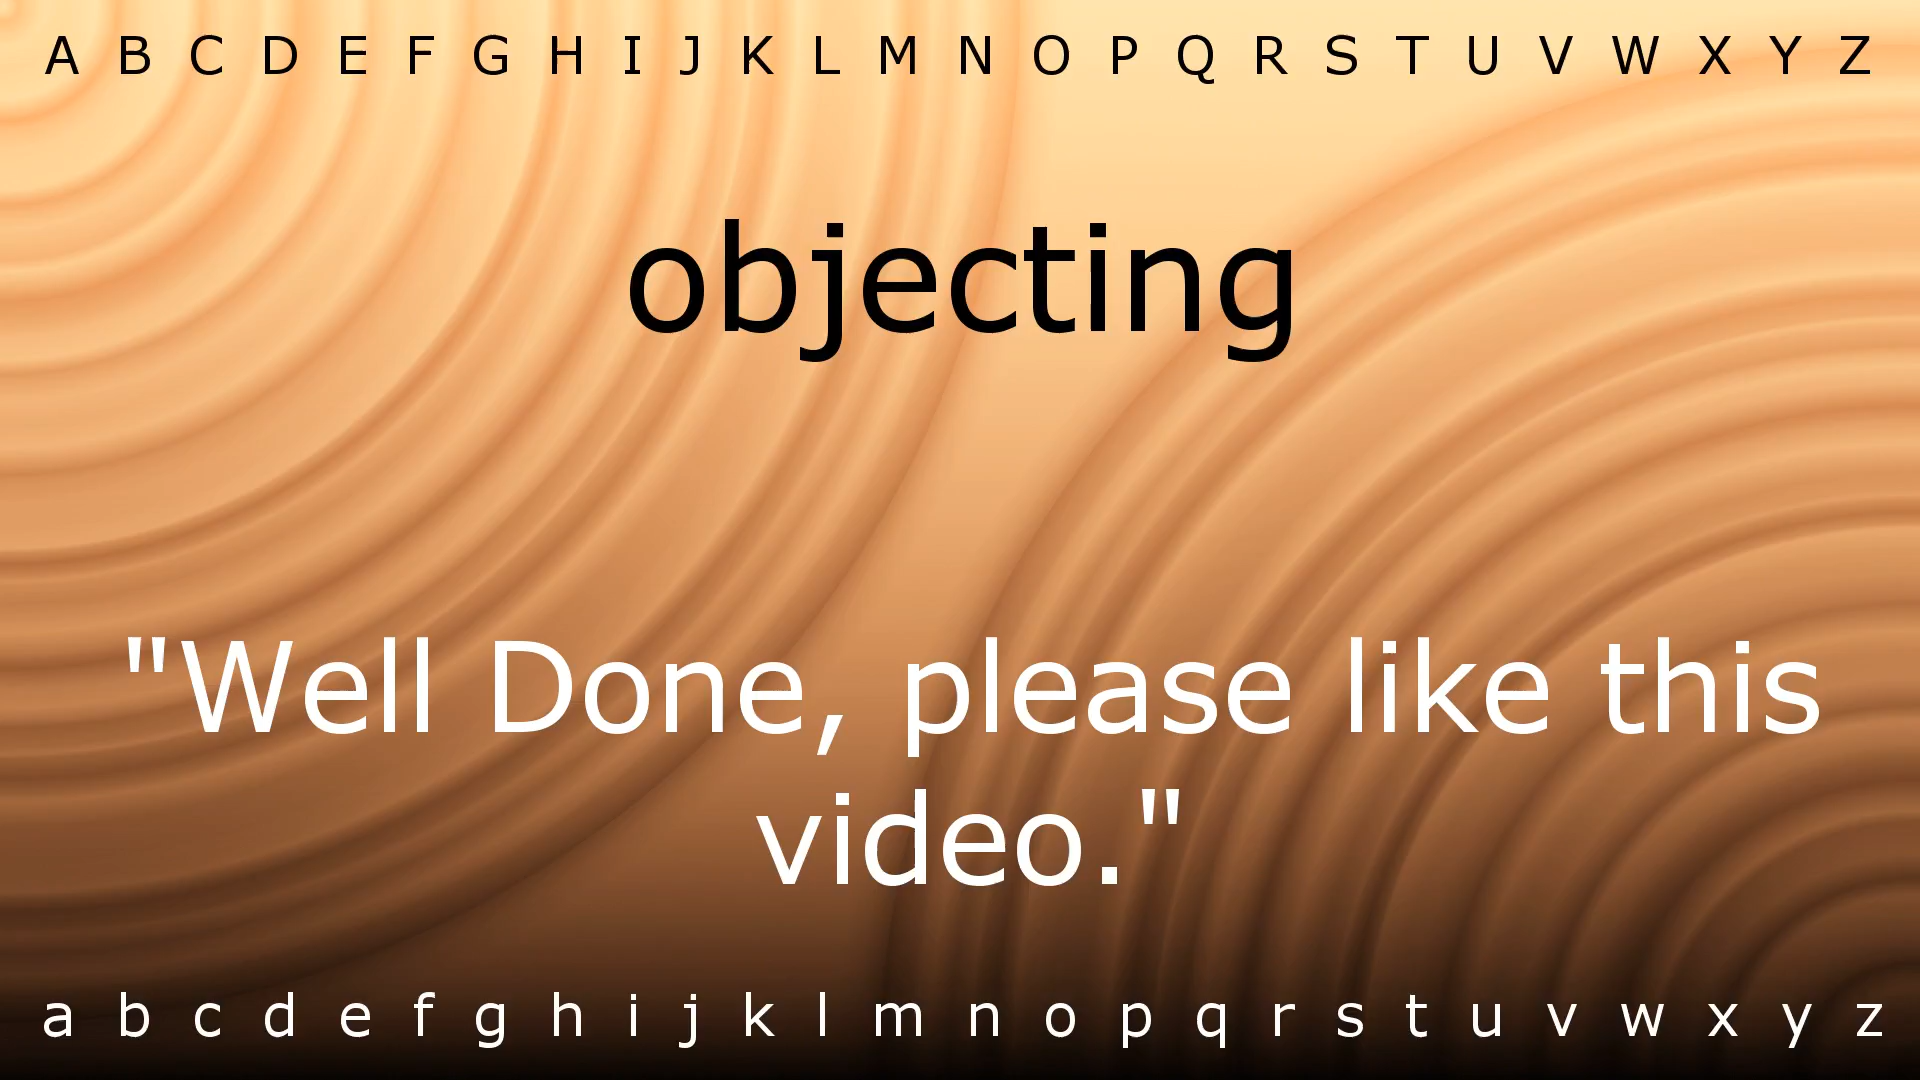 A B C D E F G H I J K L M N O P Q R S T U V W X Y Z
objecting
"Well Done, please like this
video."
a b c d e f g h i j k l m n o p q r s t u v w x y z